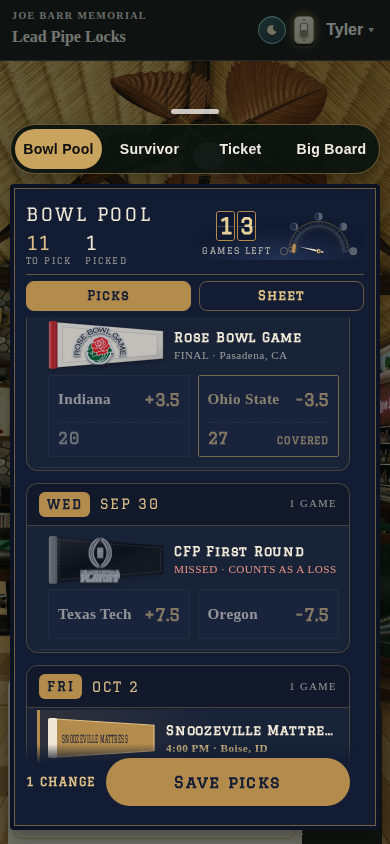 JOE BARR MEMORIAL
Lead Pipe Locks
Tyler
Bowl Pool
Survivor
Ticket
Big Board
BOWL POOL
11 1
TO PICK PICKED
13
GAMES LEFT
PICKS
SHEET
ROSE BOWL GAME
ROSE BOWL GAME
FINAL · Pasadena, CA
Indiana +3.5
20
Ohio State -3.5
27 COVERED
WED SEP 30 1 GAME
PLAYOFF
CFP FIRST ROUND
MISSED · COUNTS AS A LOSS
Texas Tech +7.5
Oregon -7.5
FRI OCT 2 1 GAME
SNOOZEVILLE MATTRESS
SNOOZEVILLE MATTRE…
4:00 PM · Boise, ID
1 CHANGE
SAVE PICKS